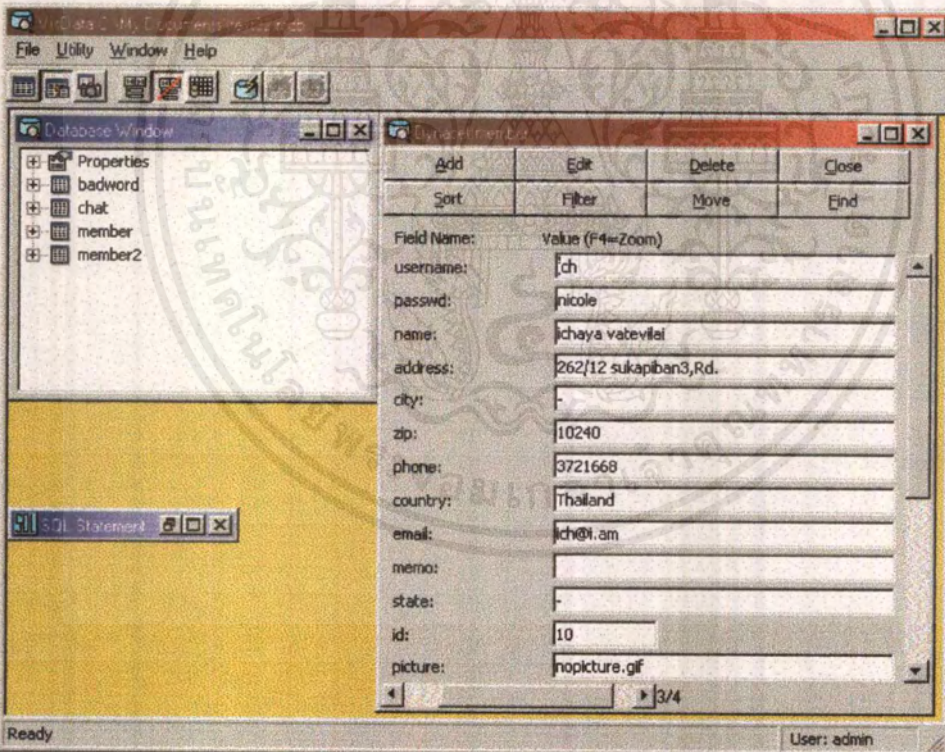 File Utility Window Help
Database Window
Properties
badword
chat
member
member2
SQL Statement
Add Edit Delete Close
Sort Filter Move Find
Field Name: Value (F4=Zoom)
username: ch
passwd: nicole
name: ichaya vatevilai
address: 262/12 sukapiban3,Rd.
city: -
zip: 10240
phone: 3721668
country: Thailand
email: ich@i.am
memo:
state: -
id: 10
picture: nopicture.gif
3/4
Ready User: admin